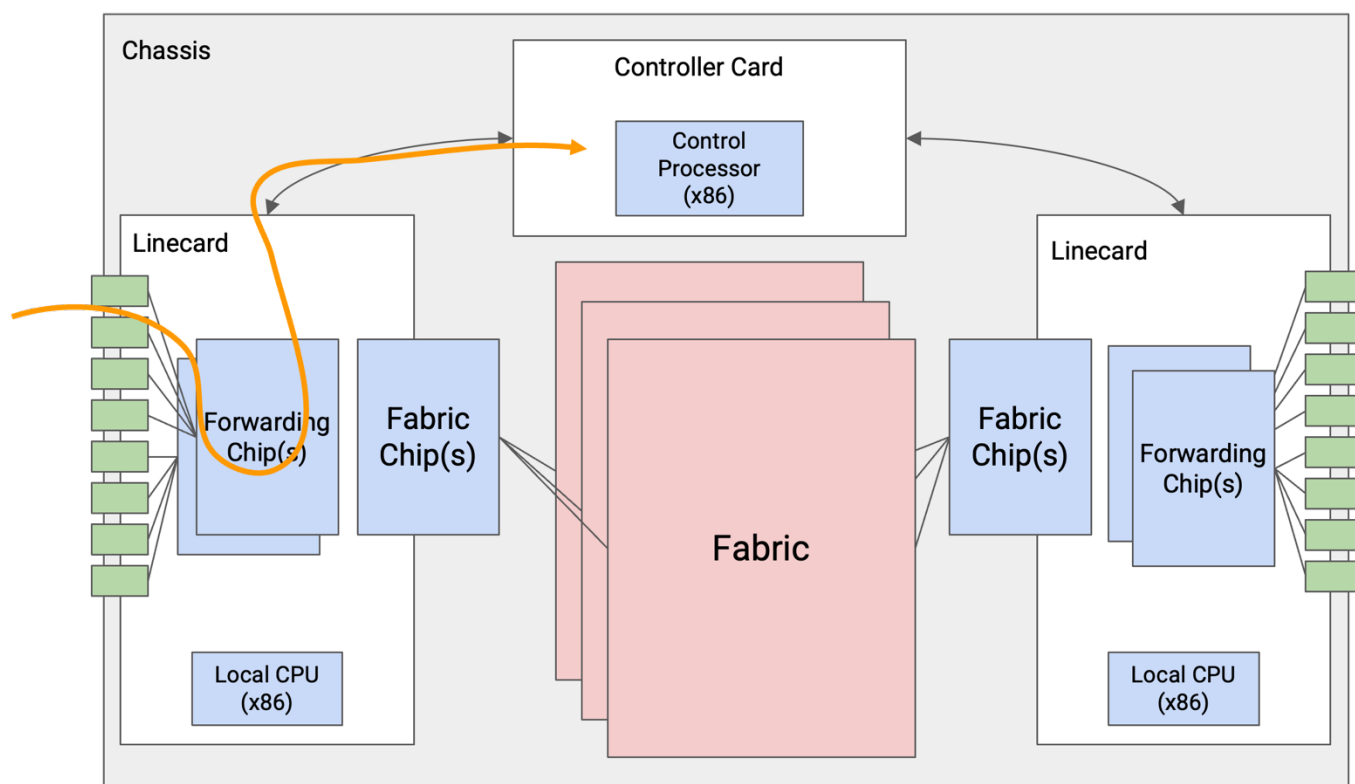 Chassis
Controller Card
Control
Processor
(x86)
Linecard
Linecard
Forwarding
Chip(s)
Fabric
Chip(s)
Fabric
Fabric
Chip(s)
Forwarding
Chip(s)
Local CPU
(x86)
Local CPU
(x86)